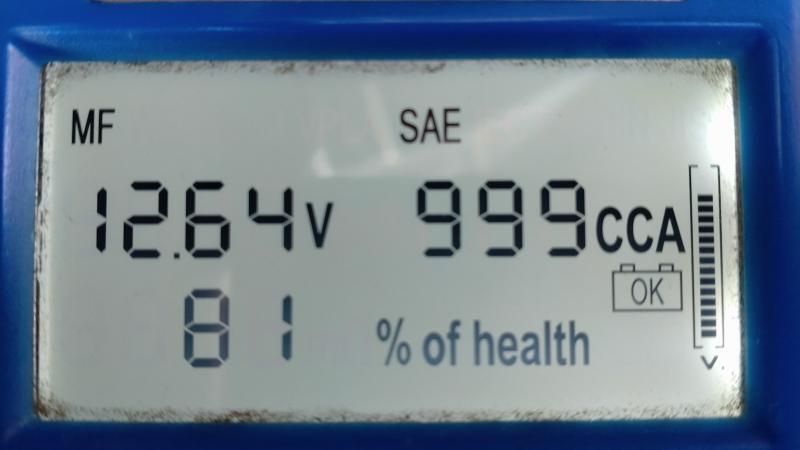 MF SAE
12.64V 999CCA
OK
81 % of health